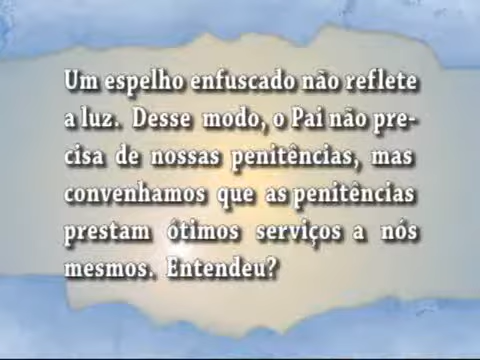 Um espelho enfuscado não reflete
a luz. Desse modo, o Pai não pre-
cisa de nossas penitências, mas
convenhamos que as penitências
prestam ótimos serviços a nós
mesmos. Entendeu?